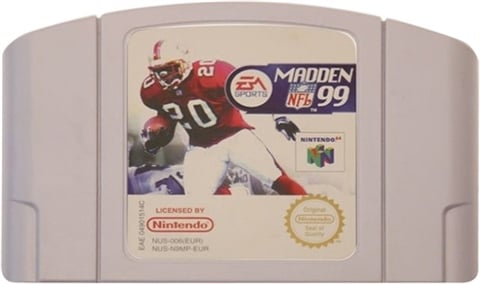 20
20
EA
SPORTS
MADDEN
NFL 99
NINTENDO 64
N
LICENSED BY
Nintendo
NUS-006(EUR)
NUS-N9MP-EUR
Original
Nintendo
Seal of
Quality